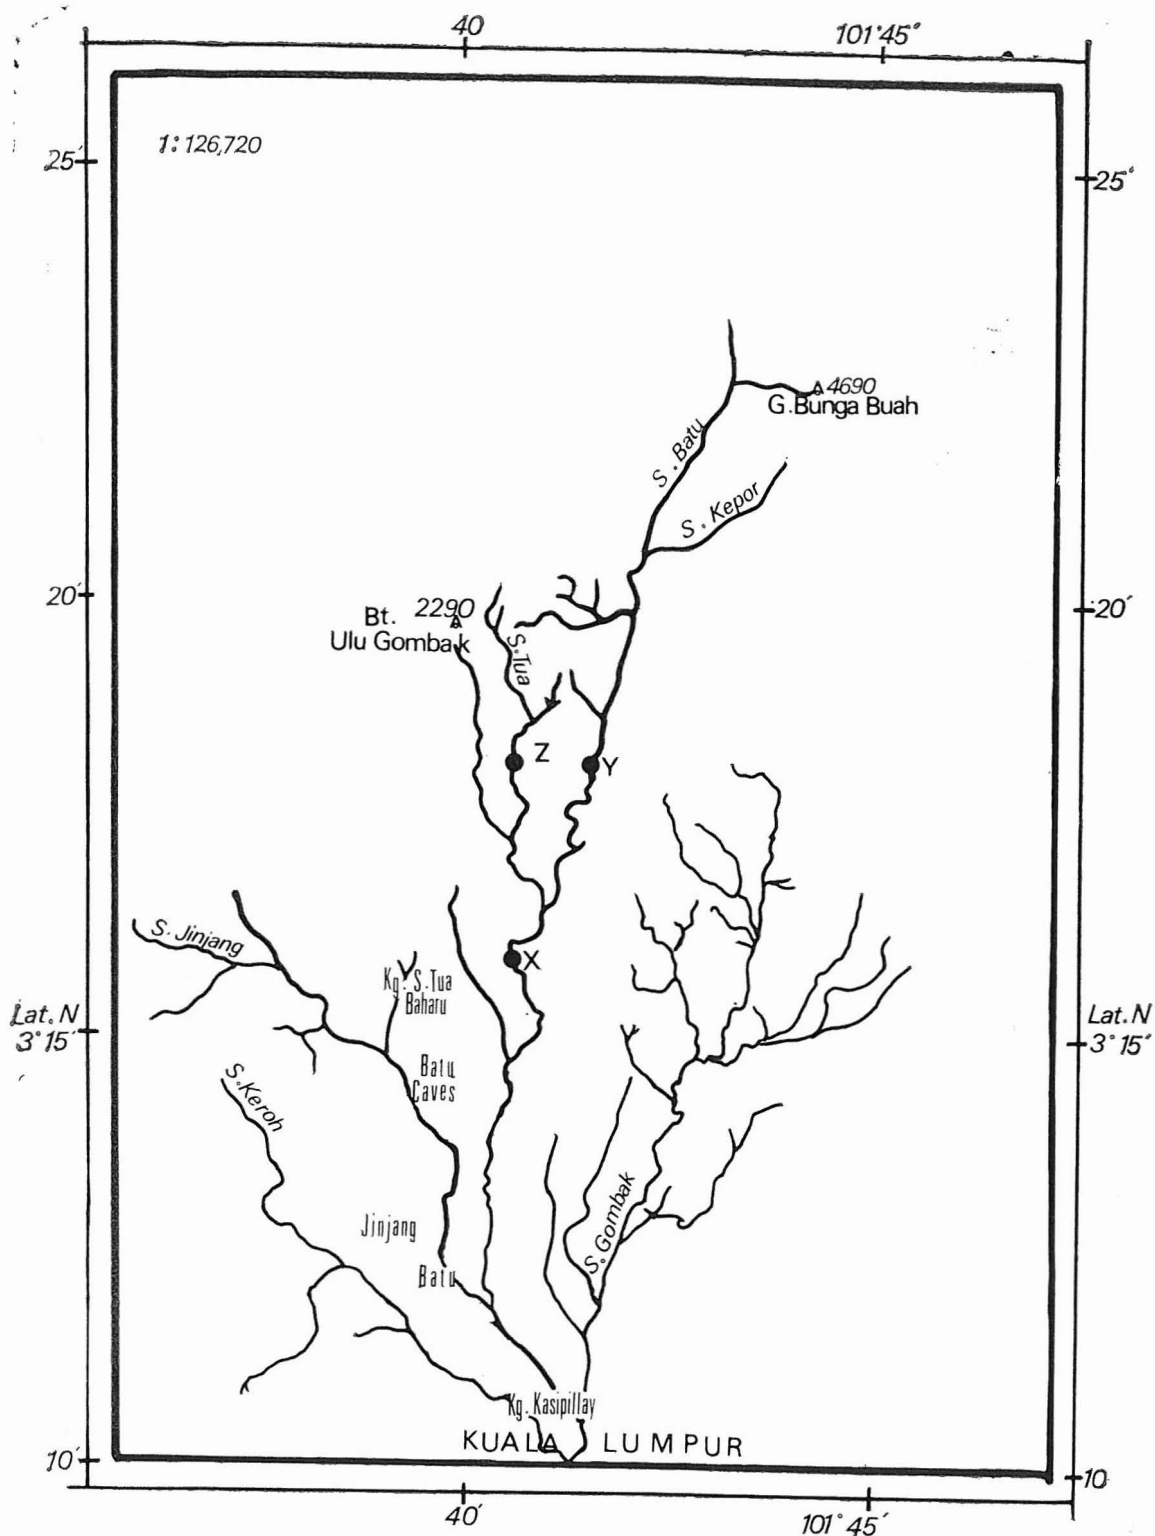 40
101°45°
1:126,720
25′
25°
4690
G.Bunga Buah
S. Batu
S. Kepor
20′
20′
Bt. 2290
Ulu Gombak
S.Tua
Z
Y
S. Jinjang
X
Kg. S.Tua
Baharu
Lat. N
3° 15′
Lat. N
3° 15″
Batu
Caves
S.Keroh
S.Gombak
Jinjang
Batu
Kg. Kasipillay
KUALA LUMPUR
10′
10
40′
101° 45′